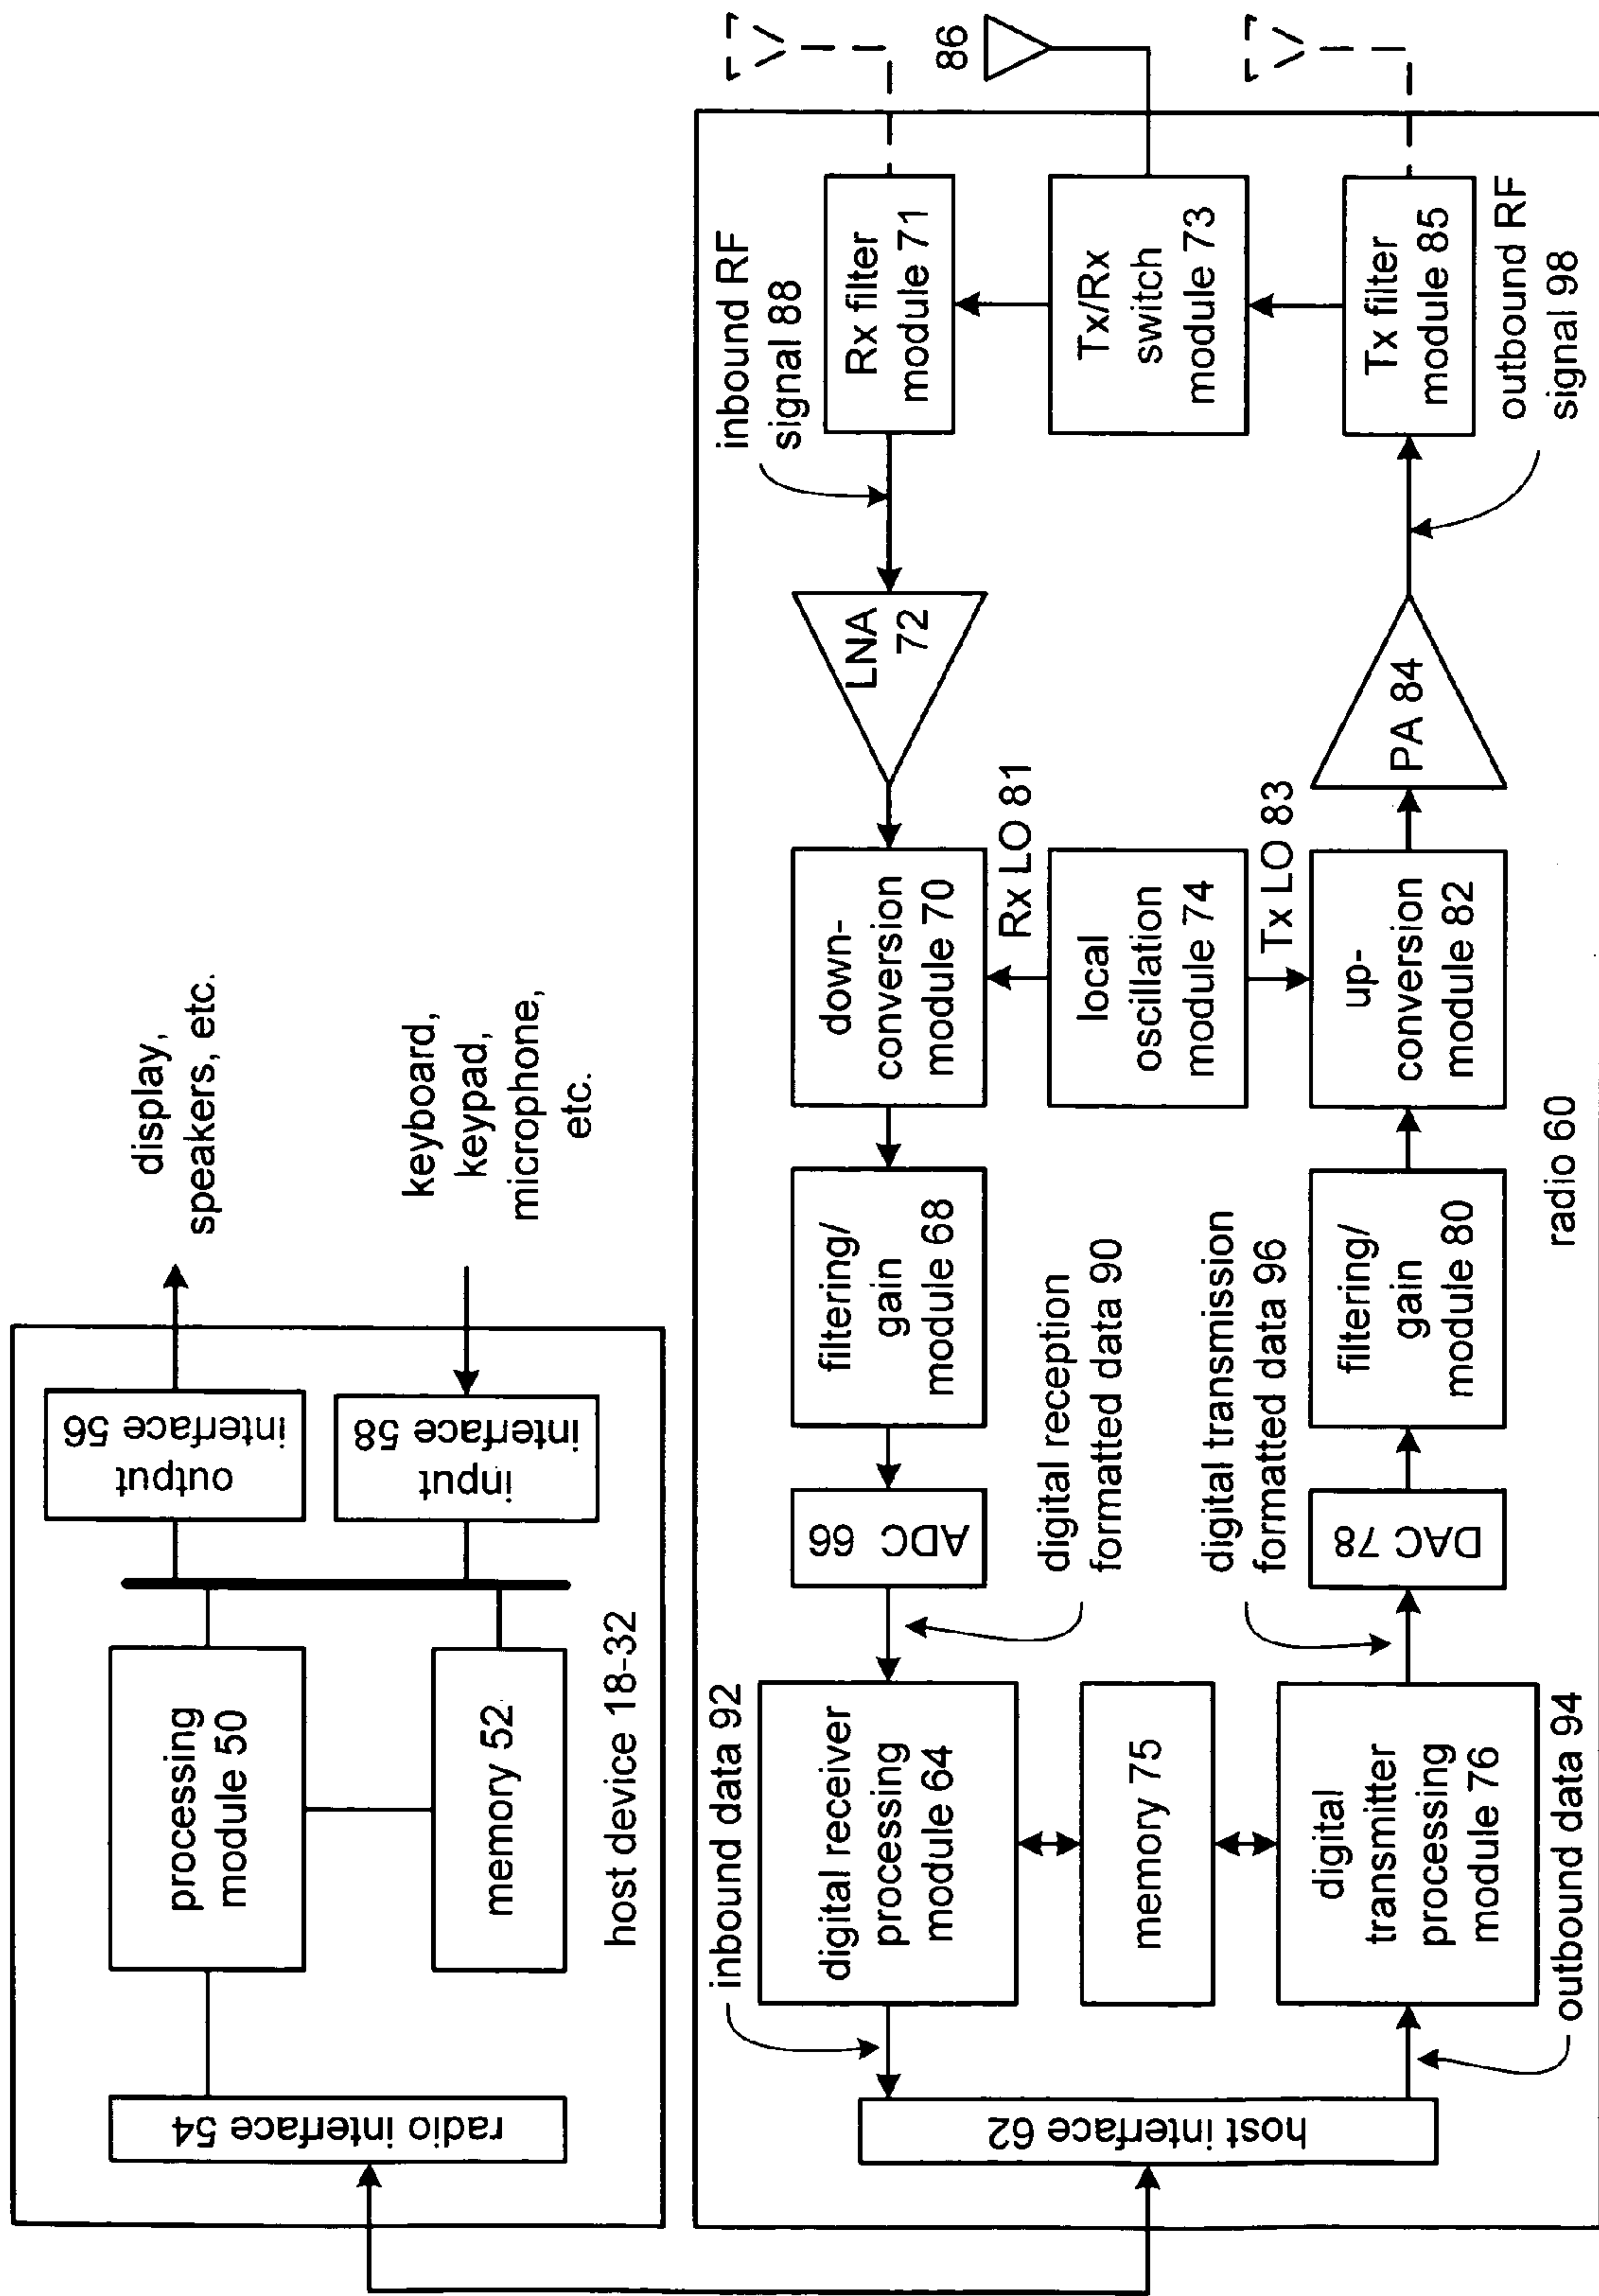 host device 18-32
radio interface 54
processing
module 50
memory 52
output
interface 56
input
interface 58
display,
speakers, etc.
keyboard,
keypad,
microphone,
etc.
host interface 62
inbound data 92
digital receiver
processing
module 64
memory 75
digital
transmitter
processing
module 76
outbound data 94
ADC 66
digital reception
formatted data 90
digital transmission
formatted data 96
DAC 78
filtering/
gain
module 68
filtering/
gain
module 80
down-
conversion
module 70
Rx LO 81
local
oscillation
module 74
Tx LO 83
up-
conversion
module 82
radio 60
LNA
72
PA 84
inbound RF
signal 88
Rx filter
module 71
Tx/Rx
switch
module 73
Tx filter
module 85
outbound RF
signal 98
86